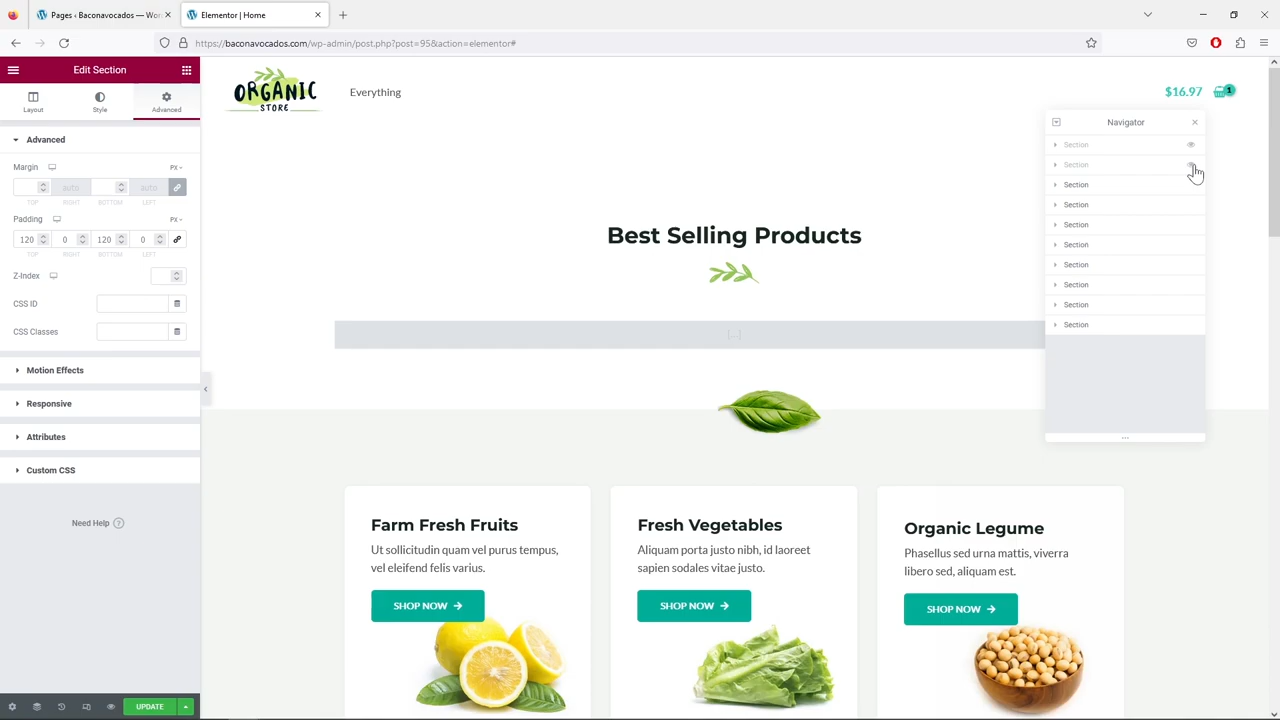 Pages ‹ Baconavocados — Wor
Elementor | Home
https://baconavocados.com/wp-admin/post.php?post=95&action=elementor#
Edit Section
Layout
Style
Advanced
Advanced
Margin
PX
auto
auto
TOP
RIGHT
BOTTOM
LEFT
Padding
PX
120
0
120
0
TOP
RIGHT
BOTTOM
LEFT
Z-Index
CSS ID
CSS Classes
Motion Effects
Responsive
Attributes
Custom CSS
Need Help ?
UPDATE
ORGANIC
STORE
Everything
$16.97
1
Navigator
Section
Section
Section
Section
Section
Section
Section
Section
Section
Section
Best Selling Products
[...]
Farm Fresh Fruits
Ut sollicitudin quam vel purus tempus,
vel eleifend felis varius.
SHOP NOW
Fresh Vegetables
Aliquam porta justo nibh, id laoreet
sapien sodales vitae justo.
SHOP NOW
Organic Legume
Phasellus sed urna mattis, viverra
libero sed, aliquam est.
SHOP NOW